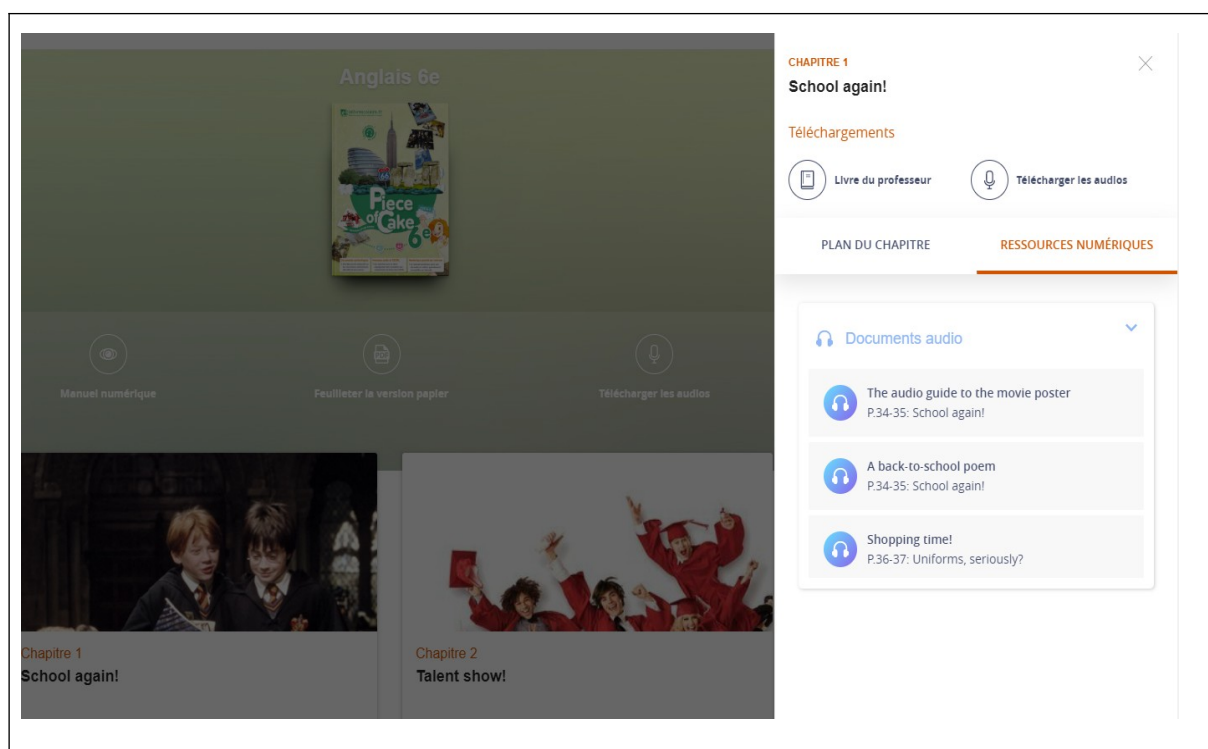 Anglais 6e
Piece
of Cake
6e
Manuel numérique
Feuilleter la version papier
Télécharger les audios
Chapitre 1
School again!
Chapitre 2
Talent show!
CHAPITRE 1
School again!
Téléchargements
Livre du professeur
Télécharger les audios
PLAN DU CHAPITRE
RESSOURCES NUMÉRIQUES
Documents audio
The audio guide to the movie poster
P.34-35: School again!
A back-to-school poem
P.34-35: School again!
Shopping time!
P.36-37: Uniforms, seriously?